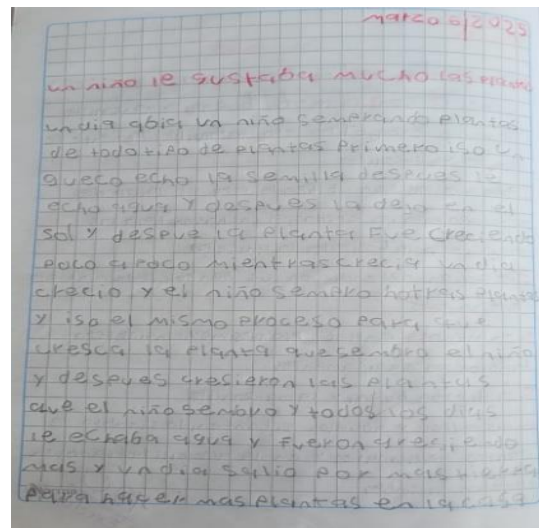 marzo 6/2025
un niño le gustaba mucho las plantas
un dia abia un niño sembrando plantas
de todo tipo de plantas Primero iso un
gueco echo la semilla despues le
echo agua y despues la dejo en el
sol y despue la planta fue creciendo
poco a poco mientras crecia un dia
crecio y el niño sembro hotras plantas
y iso el mismo proceso para que
cresca la planta que sembro el niño
y despues cresieron las plantas
que el niño sembro y todos los dias
le echaba agua y fueron creciendo
mas y un dia salio por mas tierra
para hacer mas plantas en la casa